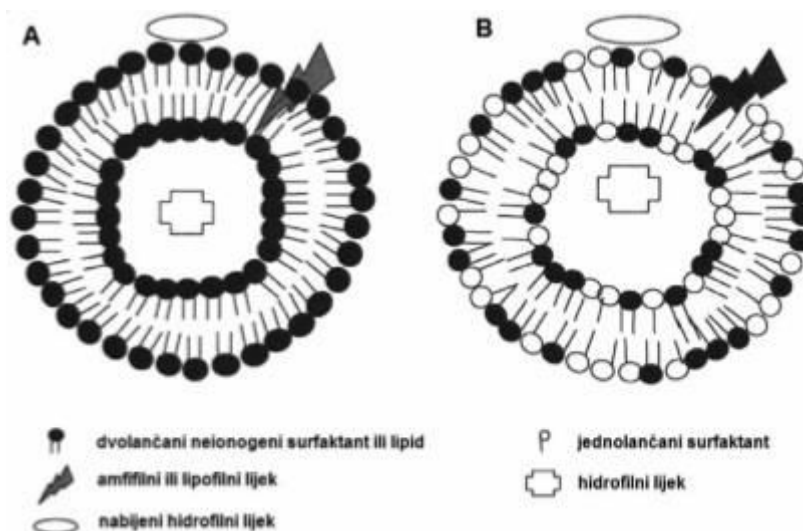 A
B
dvolančani neionogeni surfaktant ili lipid
jednolančani surfaktant
amfifilni ili lipofilni lijek
hidrofilni lijek
nabijeni hidrofilni lijek